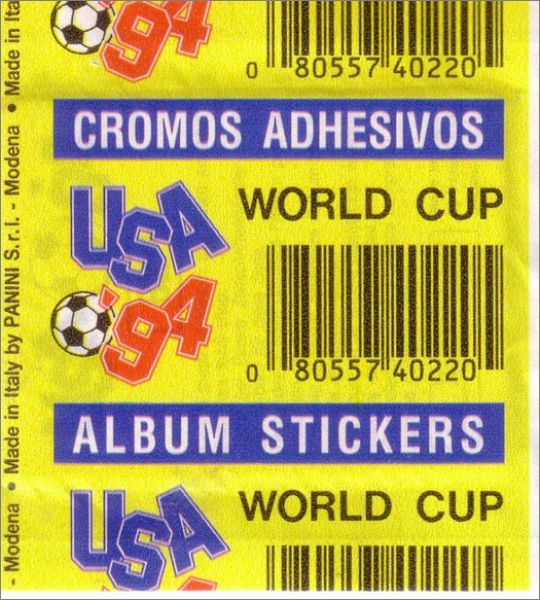 '94
0 80557 40220
CROMOS ADHESIVOS
USA WORLD CUP
'94
0 80557 40220
ALBUM STICKERS
USA WORLD CUP
- Modena • Made in Italy by PANINI S.r.l. - Modena • Made in Ita